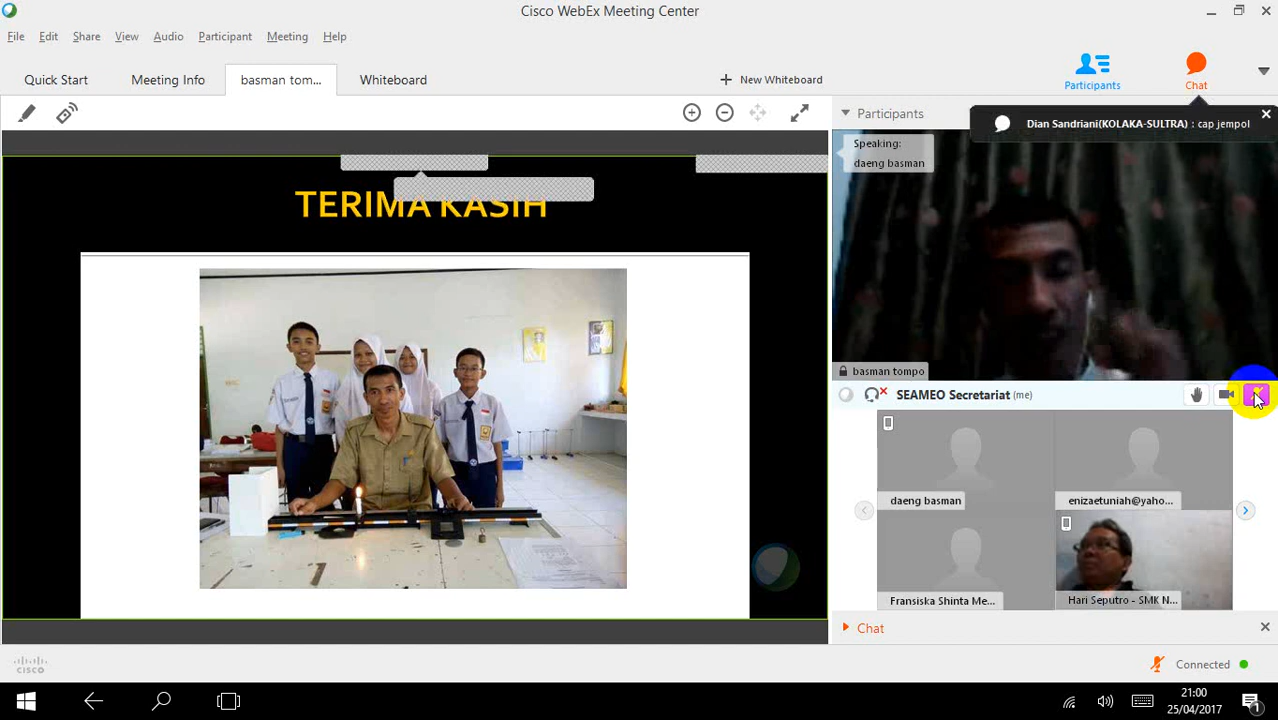 Cisco WebEx Meeting Center
File Edit Share View Audio Participant Meeting Help
Quick Start Meeting Info basman tom... Whiteboard New Whiteboard
Participants Chat
Participants
Dian Sandriani(KOLAKA-SULTRA) : cap jempol
Speaking:
daeng basman
TERIMA KASIH
basman tompo
SEAMEO Secretariat (me)
daeng basman
enizaetuniah@yaho...
Fransiska Shinta Me...
Hari Seputro - SMK N...
Chat
cisco
Connected
21:00
25/04/2017
1